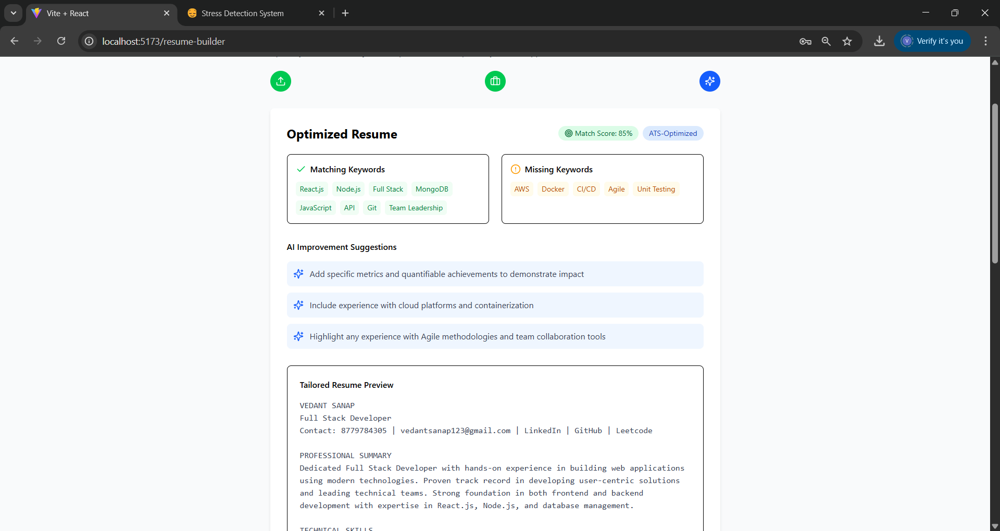 Vite + React
Stress Detection System
localhost:5173/resume-builder
V
Verify it's you
Optimized Resume
Match Score: 85%
ATS-Optimized
Matching Keywords
React.js Node.js Full Stack MongoDB
JavaScript API Git Team Leadership
Missing Keywords
AWS Docker CI/CD Agile Unit Testing
AI Improvement Suggestions
Add specific metrics and quantifiable achievements to demonstrate impact
Include experience with cloud platforms and containerization
Highlight any experience with Agile methodologies and team collaboration tools
Tailored Resume Preview
VEDANT SANAP
Full Stack Developer
Contact: 8779784305 | vedantsanap123@gmail.com | LinkedIn | GitHub | Leetcode
PROFESSIONAL SUMMARY
Dedicated Full Stack Developer with hands-on experience in building web applications
using modern technologies. Proven track record in developing user-centric solutions
and leading technical teams. Strong foundation in both frontend and backend
development with expertise in React.js, Node.js, and database management.
TECHNICAL SKILLS